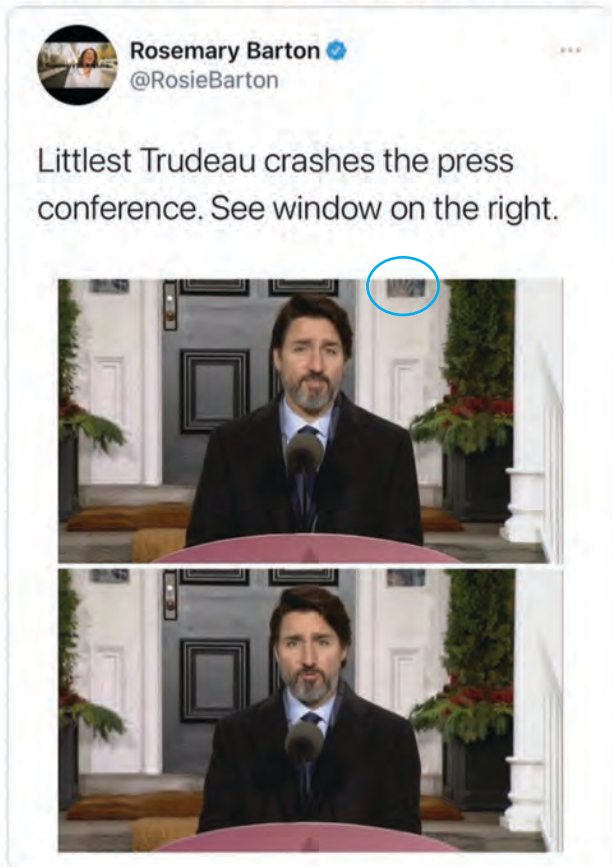 Rosemary Barton
@RosieBarton
Littlest Trudeau crashes the press
conference. See window on the right.